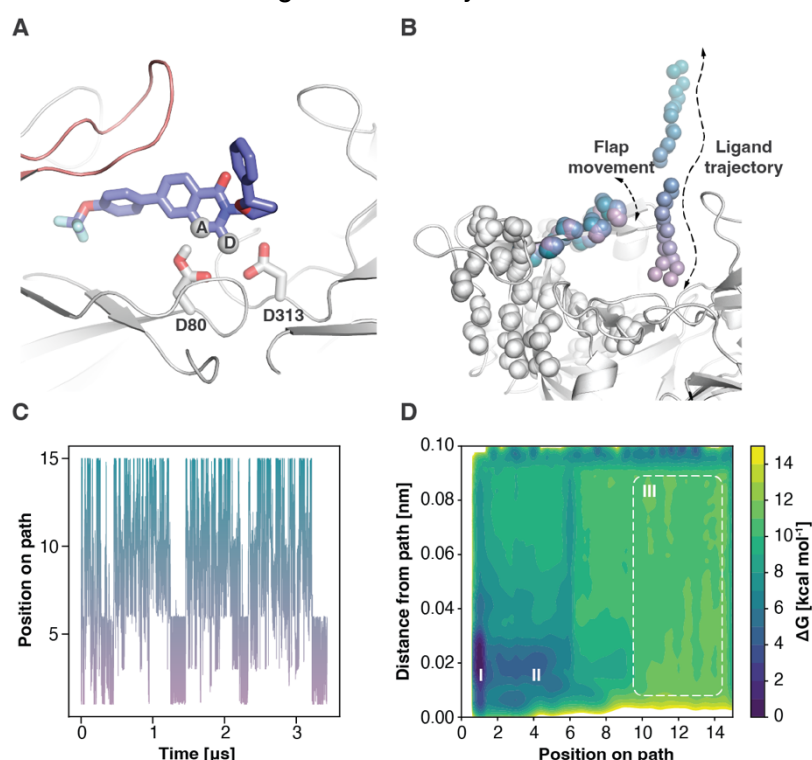 A
B
Flap
movement
Ligand
trajectory
A
D
D80
D313
C
D
15
10
5
Position on path
0
1
2
3
Time [µs]
0.10
0.08
0.06
0.04
0.02
0.00
Distance from path [nm]
III
I
II
0
2
4
6
8
10
12
14
Position on path
14
12
10
8
6
4
2
0
ΔG [kcal mol⁻¹]